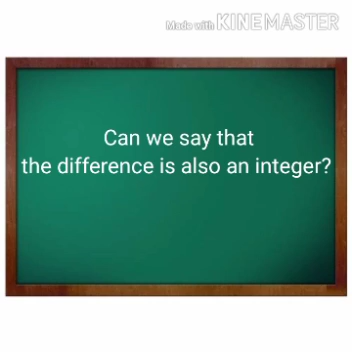 Made with KINEMASTER
Can we say that
the difference is also an integer?